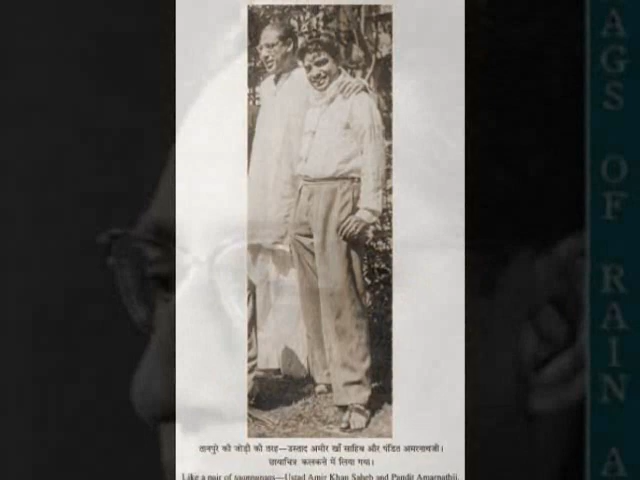 तानपुरे की जोड़ी की तरह—उस्ताद अमीर खाँ साहिब और पंडित अमरनाथजी।
छायाचित्र कलकत्ते में लिया गया।
Like a pair of taanpuraas—Ustad Amir Khan Saheb and Pandit Amarnathji.
AGS OF RAIN A